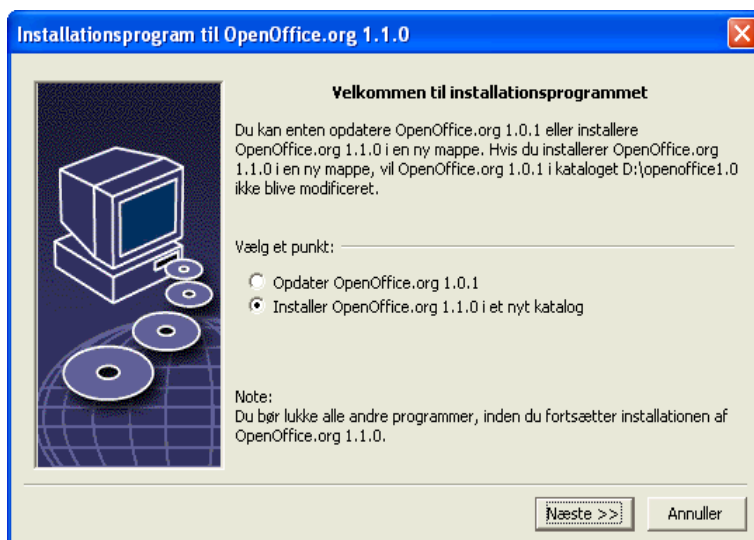 Installationsprogram til OpenOffice.org 1.1.0
Velkommen til installationsprogrammet
Du kan enten opdatere OpenOffice.org 1.0.1 eller installere
OpenOffice.org 1.1.0 i en ny mappe. Hvis du installerer OpenOffice.org
1.1.0 i en ny mappe, vil OpenOffice.org 1.0.1 i kataloget D:\openoffice1.0
ikke blive modificeret.
Vælg et punkt:
Opdater OpenOffice.org 1.0.1
Installer OpenOffice.org 1.1.0 i et nyt katalog
Note:
Du bør lukke alle andre programmer, inden du fortsætter installationen af
OpenOffice.org 1.1.0.
Næste >>
Annuller